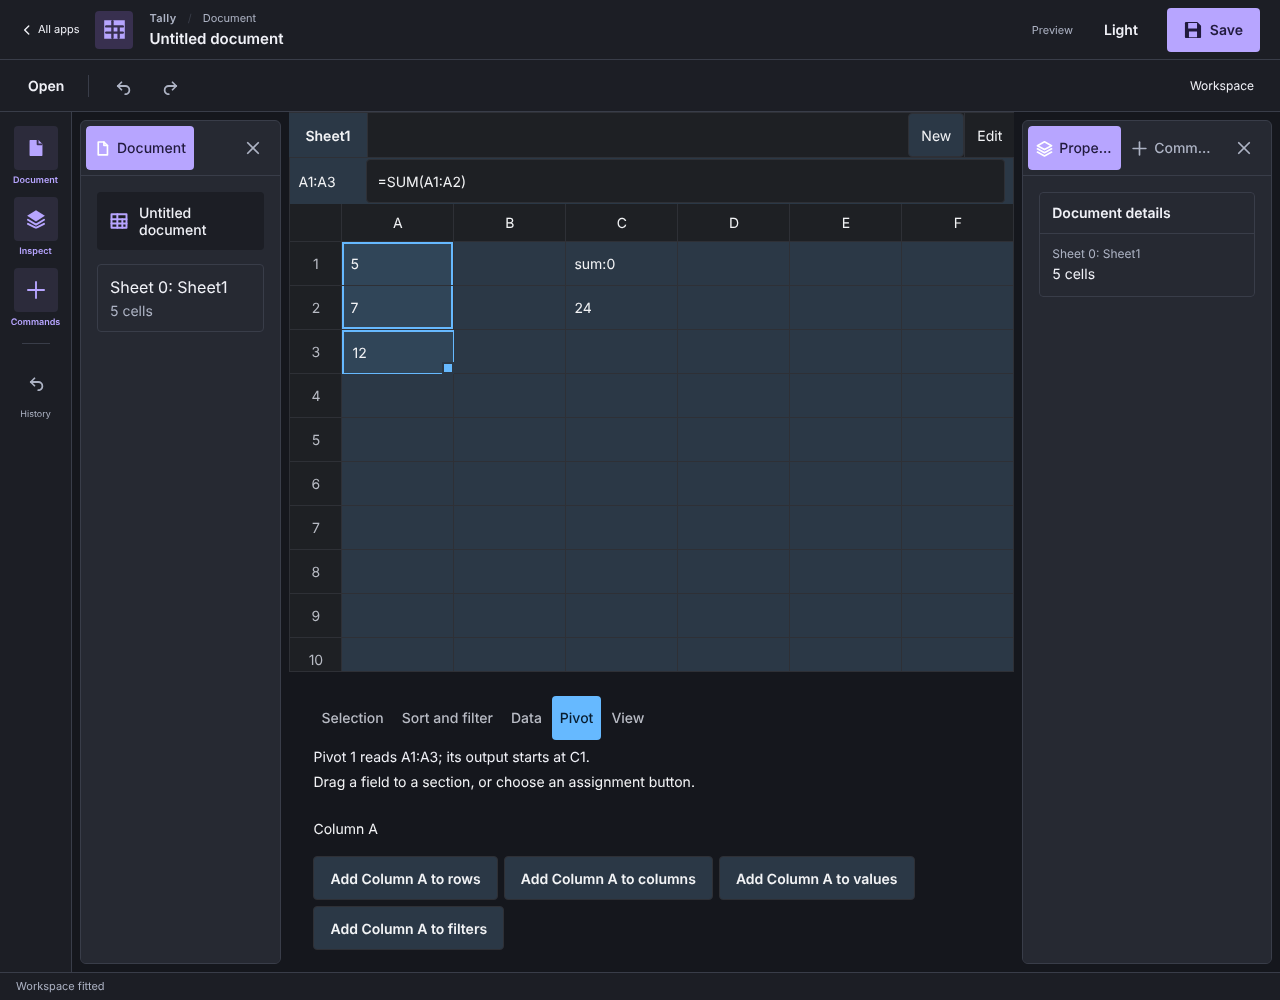 All apps
Tally / Document
Untitled document
Preview
Light
Save
Open
Workspace
Document
Inspect
Commands
History
Document
Untitled document
Sheet 0: Sheet1
5 cells
Sheet1
New
Edit
A1:A3
=SUM(A1:A2)
A B C D E F
1 5 sum:0
2 7 24
3 12
4
5
6
7
8
9
10
Selection Sort and filter Data Pivot View
Pivot 1 reads A1:A3; its output starts at C1.
Drag a field to a section, or choose an assignment button.
Column A
Add Column A to rows
Add Column A to columns
Add Column A to values
Add Column A to filters
Prope...
Comm...
Document details
Sheet 0: Sheet1
5 cells
Workspace fitted